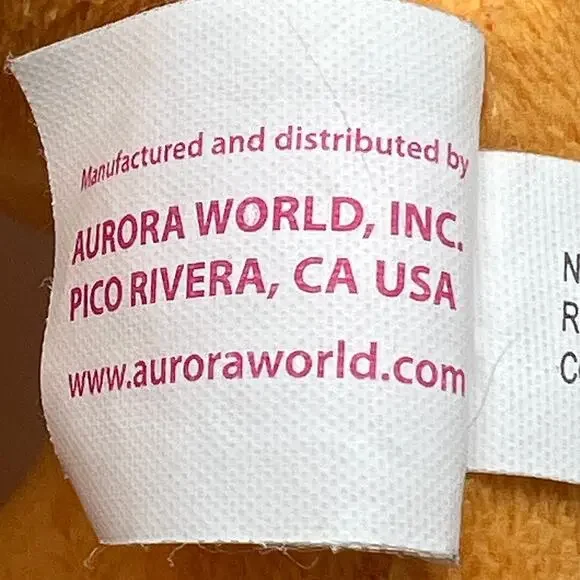 Manufactured and distributed by
AURORA WORLD, INC.
PICO RIVERA, CA USA
www.auroraworld.com